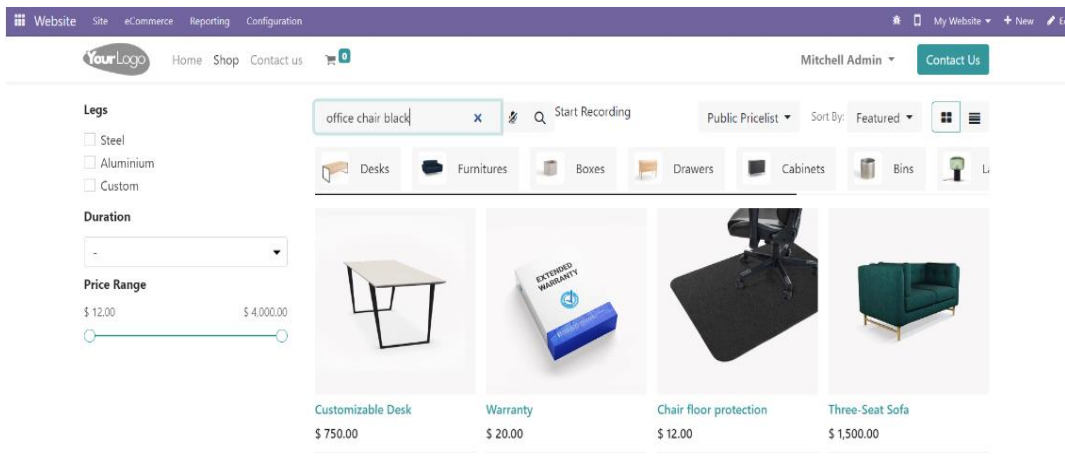 Website Site eCommerce Reporting Configuration My Website + New
YourLogo Home Shop Contact us 0 Mitchell Admin Contact Us
Legs
Steel
Aluminium
Custom
Duration
-
Price Range
$ 12.00 $ 4,000.00
office chair black x Start Recording Public Pricelist Sort By: Featured
Desks Furnitures Boxes Drawers Cabinets Bins
EXTENDED
WARRANTY
Customizable Desk Warranty Chair floor protection Three-Seat Sofa
$ 750.00 $ 20.00 $ 12.00 $ 1,500.00